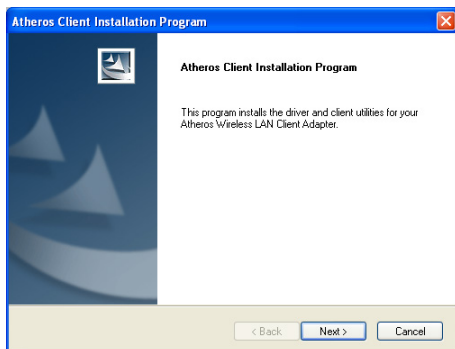 Atheros Client Installation Program
Atheros Client Installation Program
This program installs the driver and client utilities for your
Atheros Wireless LAN Client Adapter.
< Back
Next >
Cancel